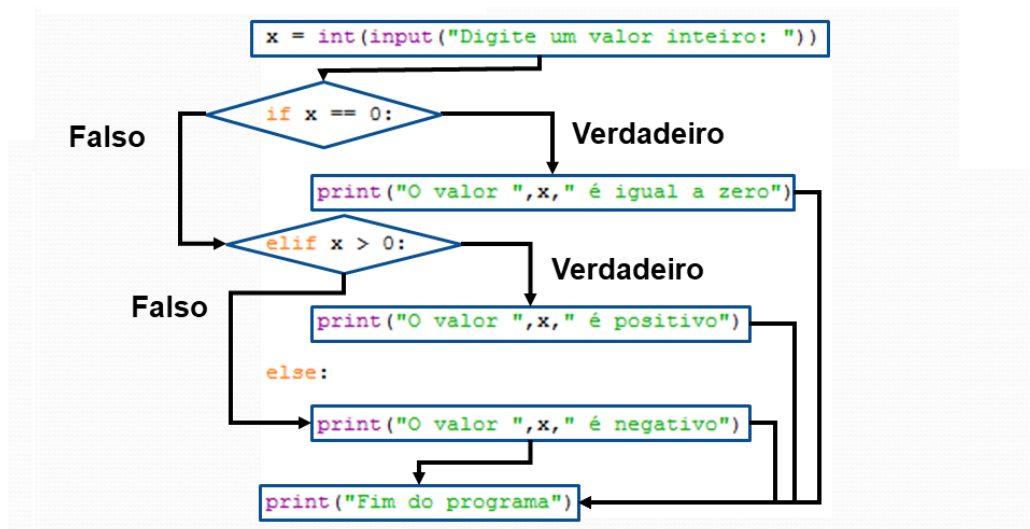 x = int(input("Digite um valor inteiro: "))
if x == 0:
Falso
Verdadeiro
print("O valor ",x," é igual a zero")
elif x > 0:
Verdadeiro
Falso
print("O valor ",x," é positivo")
else:
print("O valor ",x," é negativo")
print("Fim do programa")